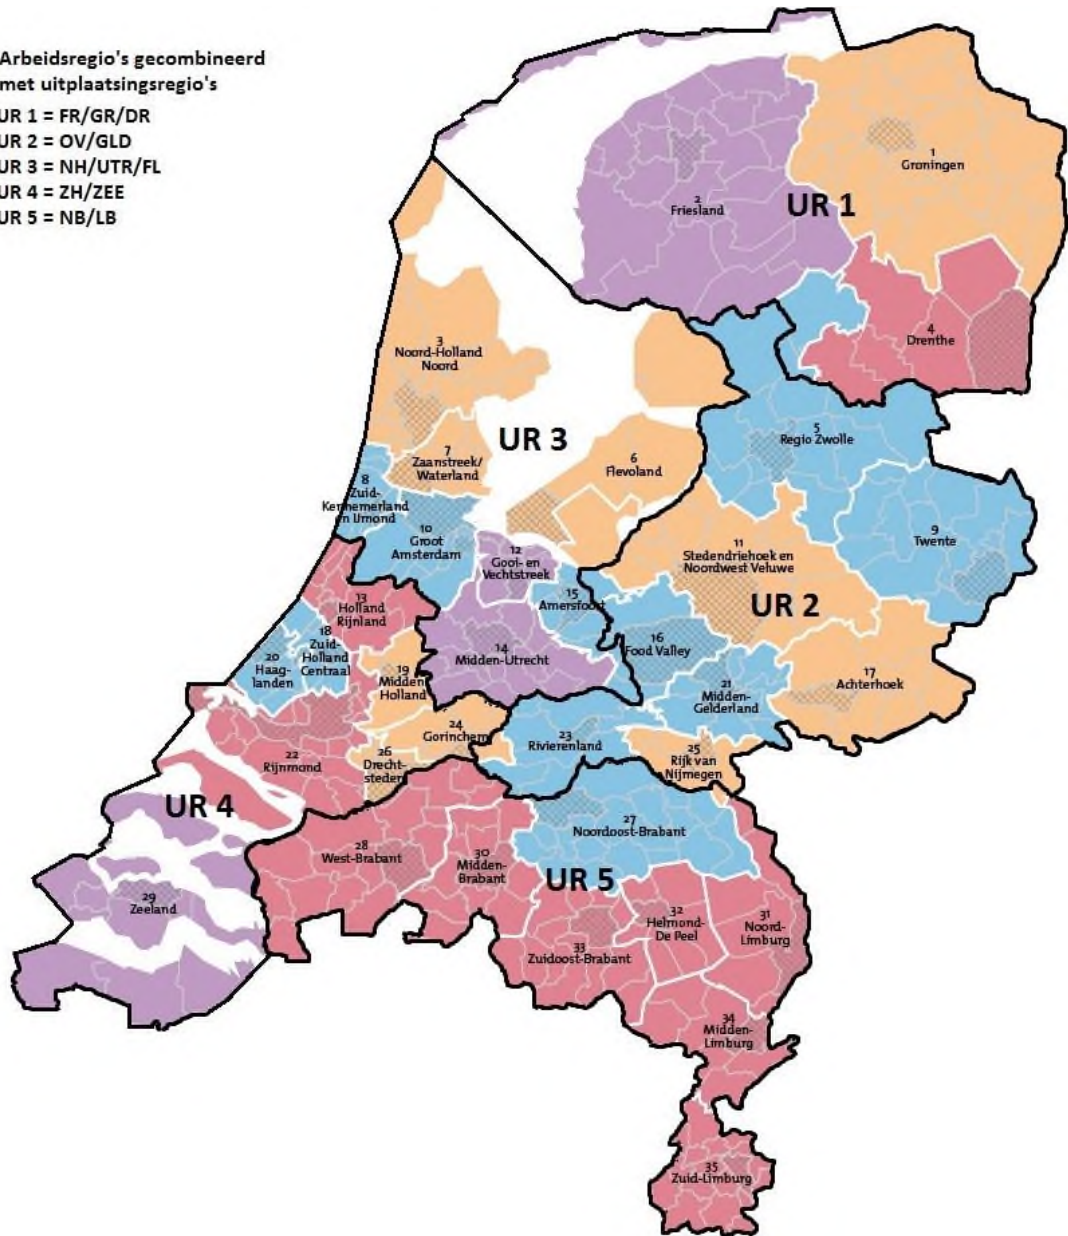 Arbeidsregio's gecombineerd
met uitplaatsingsregio's
UR 1 = FR/GR/DR
UR 2 = OV/GLD
UR 3 = NH/UTR/FL
UR 4 = ZH/ZEE
UR 5 = NB/LB
1
Groningen
2
Friesland
UR 1
4
Drenthe
3
Noord-Holland
Noord
UR 3
5
Regio Zwolle
6
Flevoland
7
Zaanstreek/
Waterland
8
Zuid-
Kennemerland
en IJmond
9
Twente
10
Groot
Amsterdam
11
Stedendriehoek en
Noordwest Veluwe
12
Gooi- en
Vechtstreek
UR 2
13
Holland
Rijnland
15
Amersfoort
14
Midden-Utrecht
16
Food Valley
17
Achterhoek
18
Zuid-
Holland
Centraal
20
Haag-
landen
19
Midden
Holland
21
Midden-
Gelderland
22
Rijnmond
24
Gorinchem
23
Rivierenland
25
Rijk van
Nijmegen
26
Drecht-
steden
UR 4
27
Noordoost-Brabant
28
West-Brabant
30
Midden-
Brabant
UR 5
29
Zeeland
32
Helmond-
De Peel
31
Noord-
Limburg
33
Zuidoost-Brabant
34
Midden-
Limburg
35
Zuid-Limburg